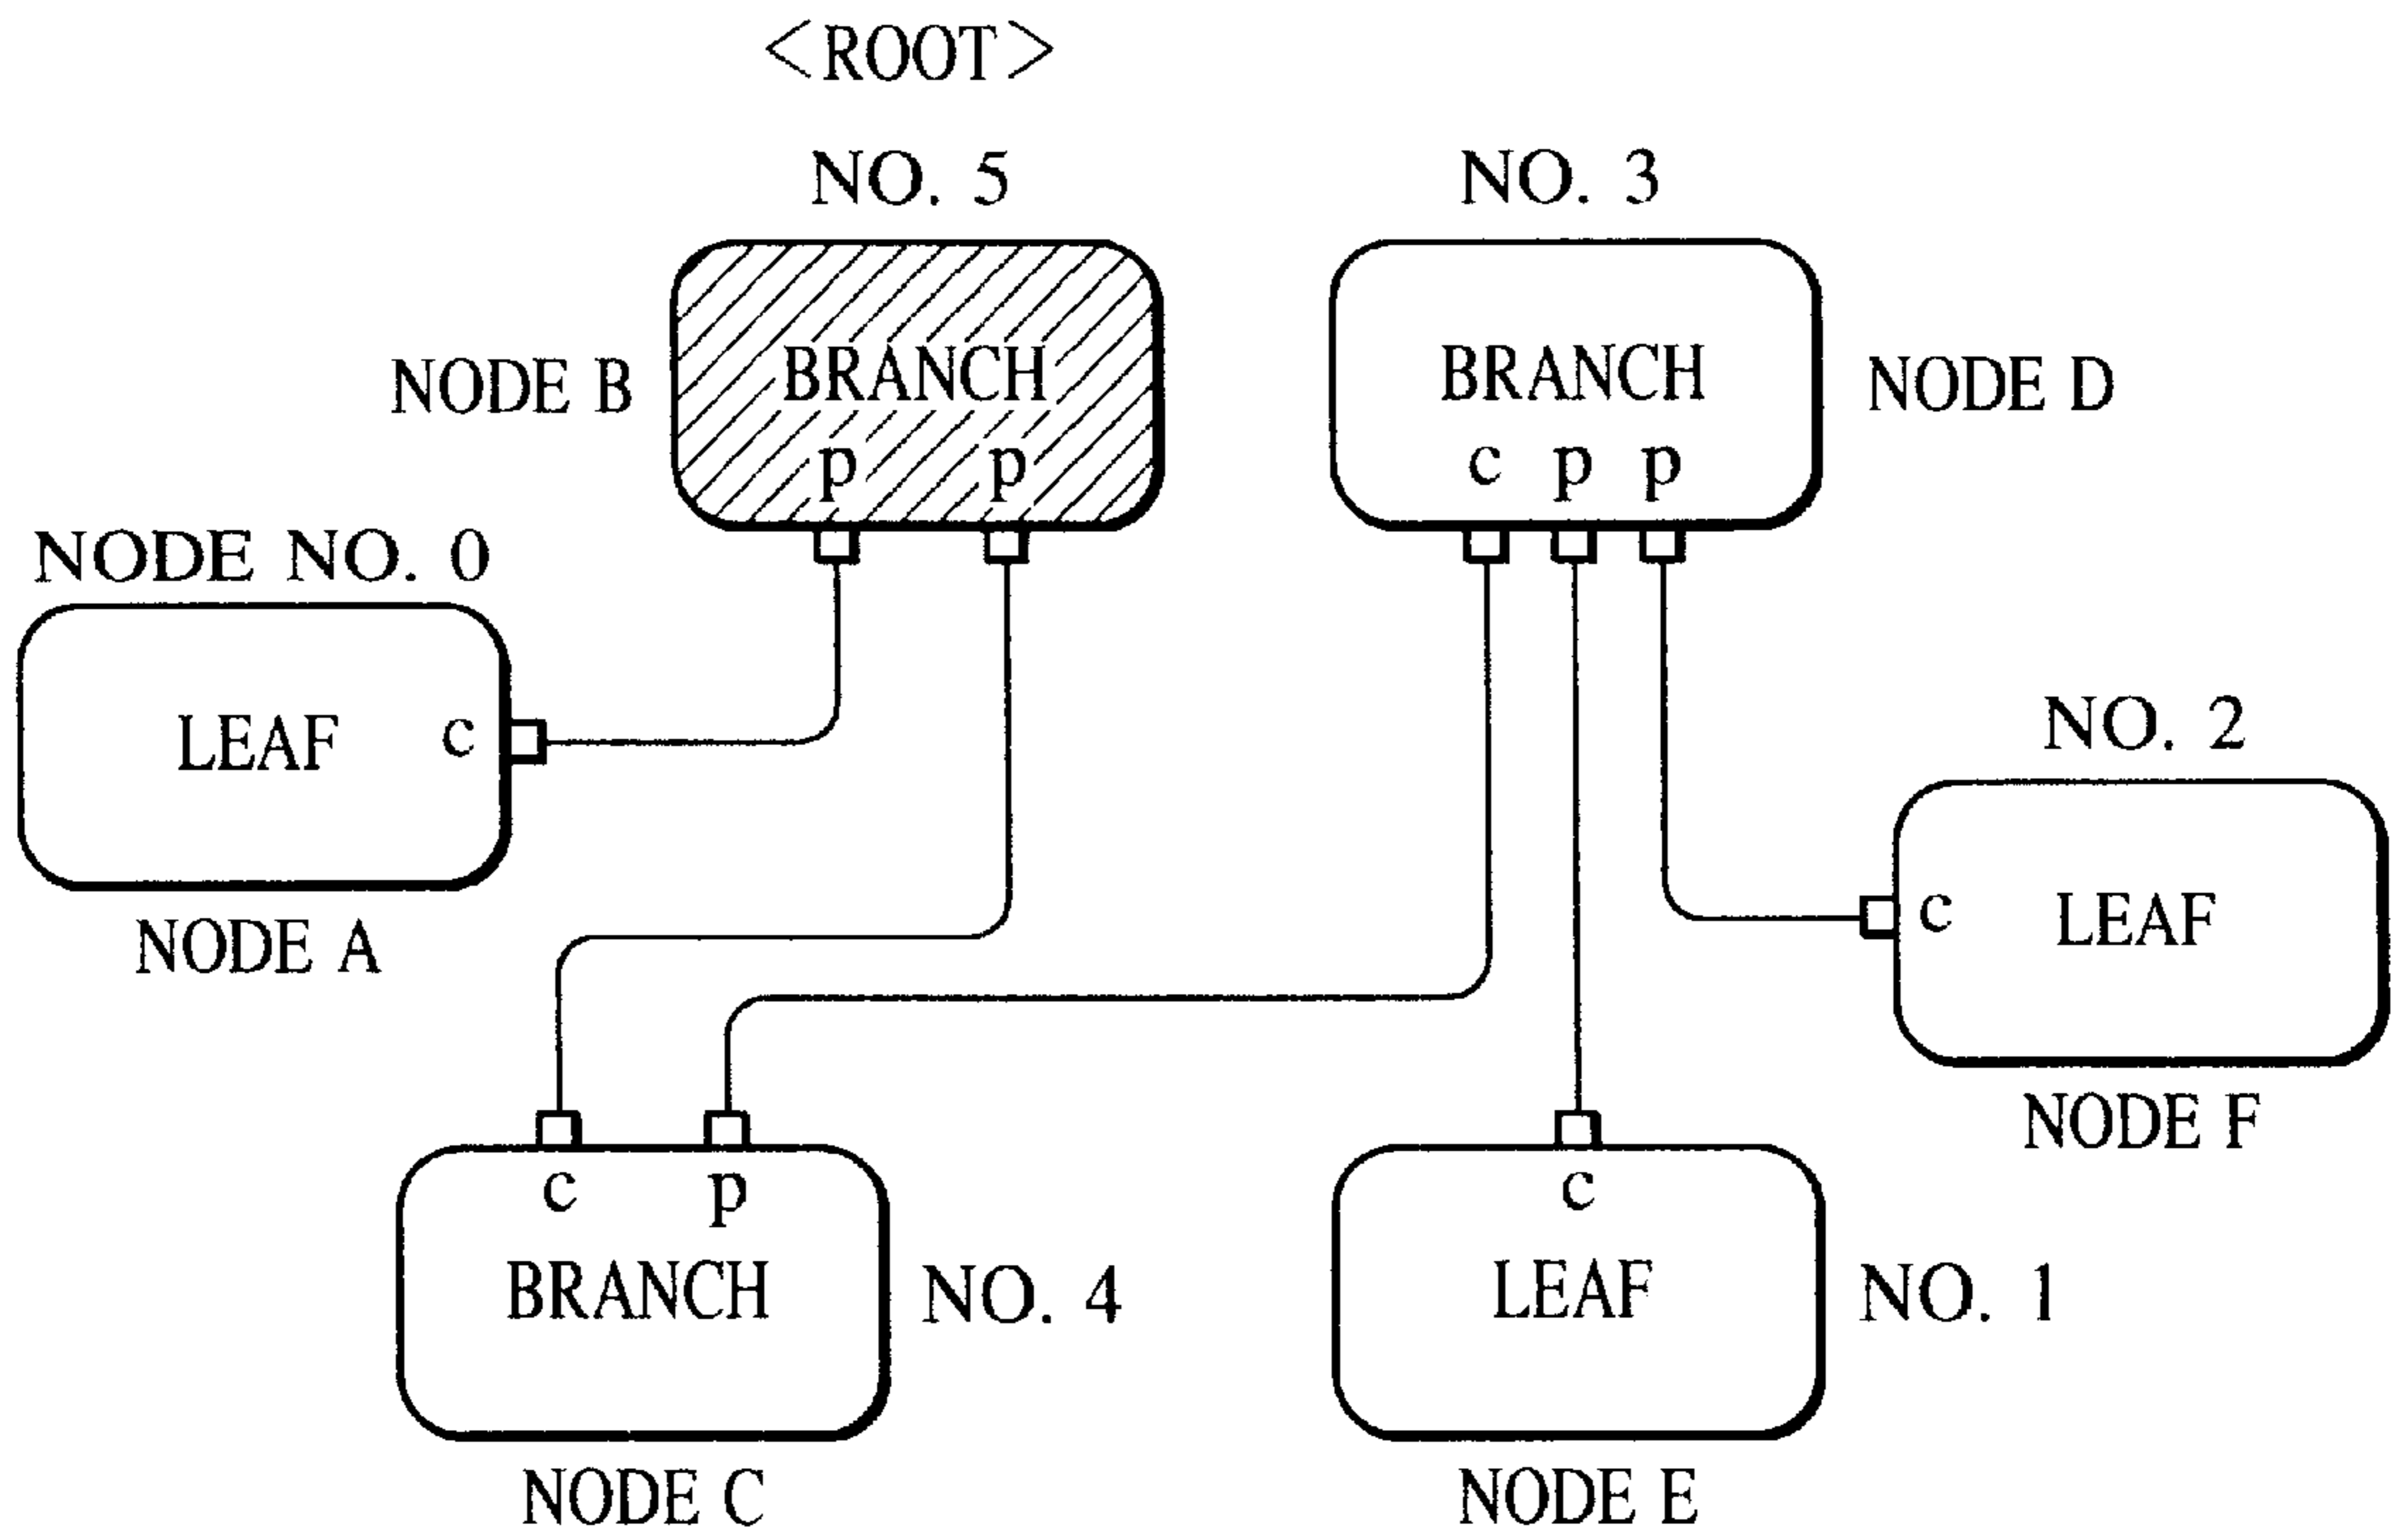 <ROOT>
NO. 5
NO. 3
BRANCH
p p
NODE B
BRANCH
c p p
NODE D
NODE NO. 0
LEAF c
NODE A
NO. 2
c LEAF
NODE F
c p
BRANCH
NO. 4
NODE C
c
LEAF
NO. 1
NODE E